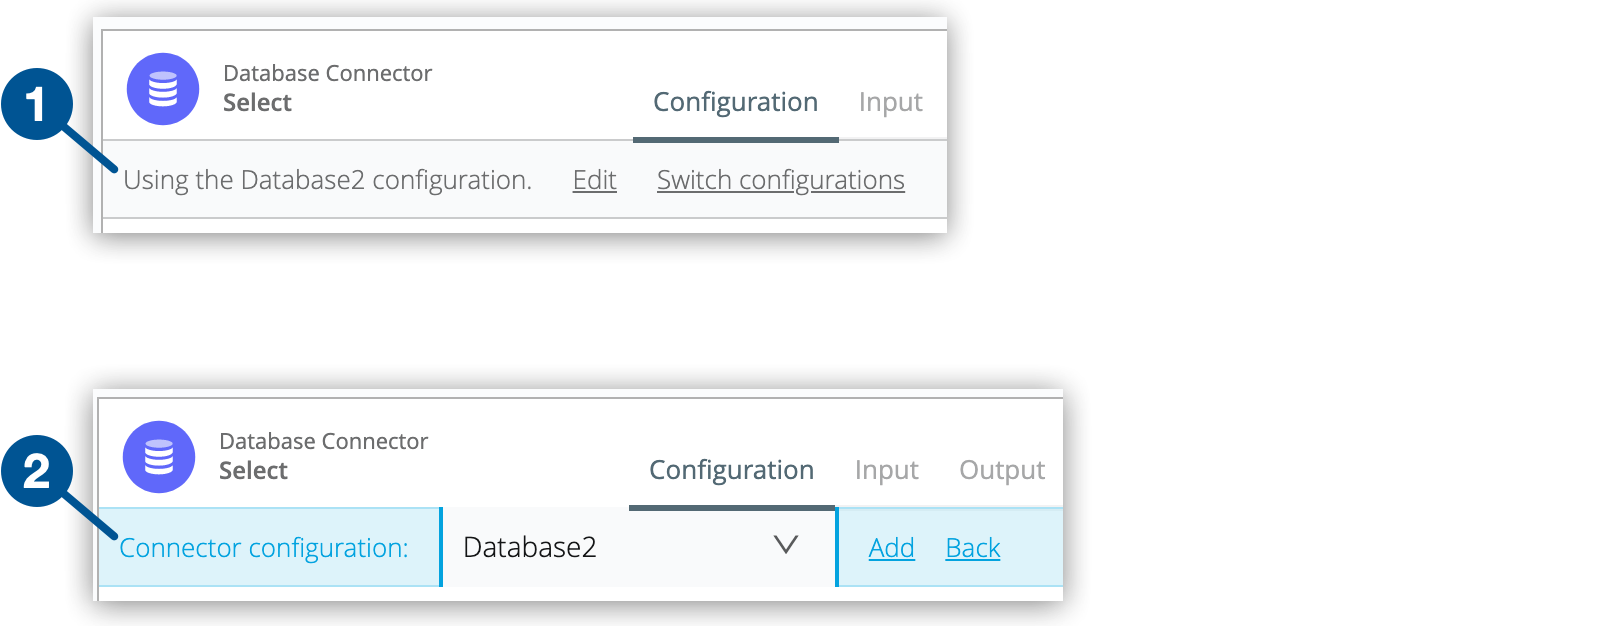 1
Database Connector
Select
Configuration Input
Using the Database2 configuration. Edit Switch configurations
2
Database Connector
Select
Configuration Input Output
Connector configuration: Database2 Add Back